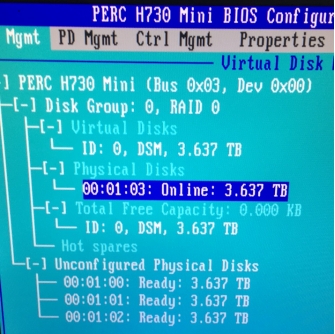 PERC H730 Mini BIOS Configur
Mgmt PD Mgmt Ctrl Mgmt Properties
Virtual Disk
-] PERC H730 Mini (Bus 0x03, Dev 0x00)
[-] Disk Group: 0, RAID 0
[-] Virtual Disks
ID: 0, DSM, 3.637 TB
[-] Physical Disks
00:01:03: Online: 3.637 TB
[-] Total Free Capacity: 0.000 KB
ID: 0, DSM, 3.637 TB
Hot spares
[-] Unconfigured Physical Disks
00:01:00: Ready: 3.637 TB
00:01:01: Ready: 3.637 TB
00:01:02: Ready: 3.637 TB